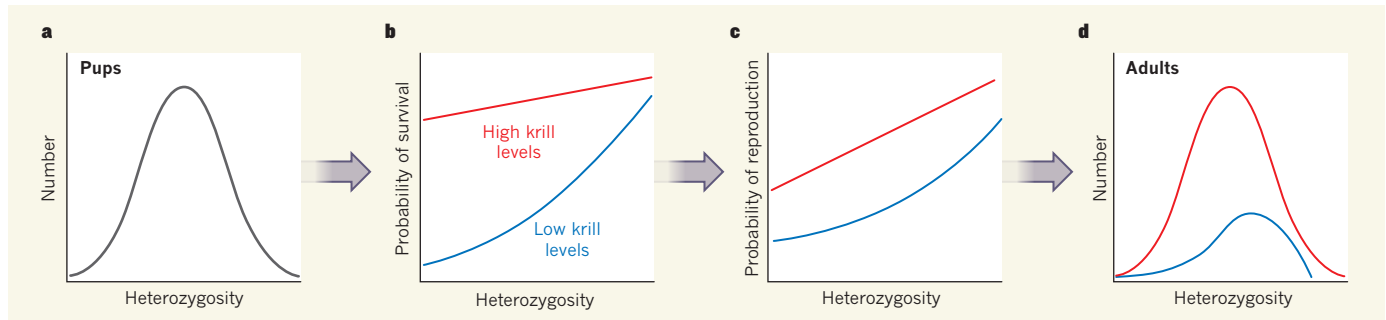 a
Pups
Number
Heterozygosity
b
Probability of survival
High krill
levels
Low krill
levels
Heterozygosity
c
Probability of reproduction
Heterozygosity
d
Adults
Number
Heterozygosity